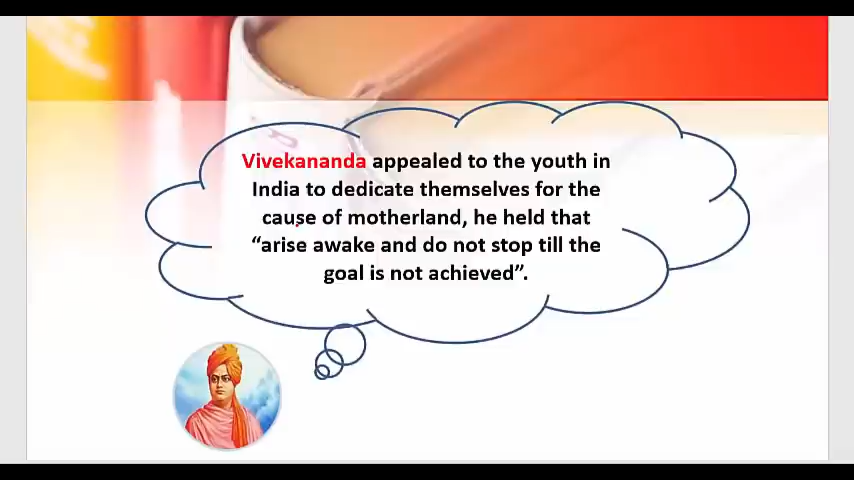 Vivekananda appealed to the youth in
India to dedicate themselves for the
cause of motherland, he held that
“arise awake and do not stop till the
goal is not achieved”.